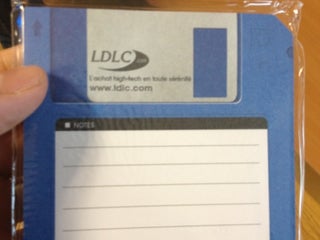 LDLC.com
L'achat high-tech en toute sérénité
www.ldlc.com
NOTES